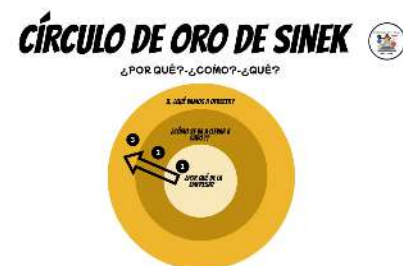 CÍRCULO DE ORO DE SINEK
¿POR QUÉ?-¿COMO?-¿QUÉ?
3. ¿QUÉ VAMOS A OFRECER?
¿CÓMO SE VA A LLEVAR A
CABO??
3
2
1
¿POR QUÉ DE LA
EMPRESA?